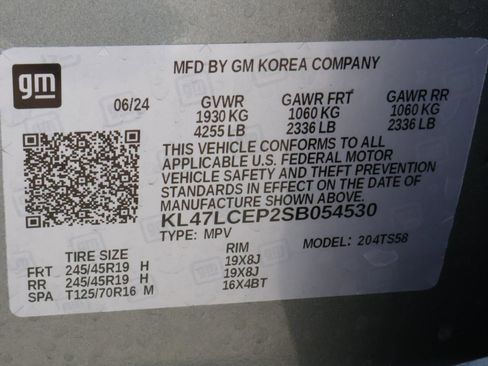 gm
MFD BY GM KOREA COMPANY
06/24 GVWR GAWR FRT GAWR RR
1930 KG 1060 KG 1060 KG
4255 LB 2336 LB 2336 LB
THIS VEHICLE CONFORMS TO ALL
APPLICABLE U.S. FEDERAL MOTOR
VEHICLE SAFETY AND THEFT PREVENTION
STANDARDS IN EFFECT ON THE DATE OF
MANUFACTURE SHOWN ABOVE.
KL47LCEP2SB054530
TYPE: MPV MODEL: 204TS58
TIRE SIZE RIM
FRT 245/45R19 H 19X8J
RR 245/45R19 H 19X8J
SPA T125/70R16 M 16X4BT